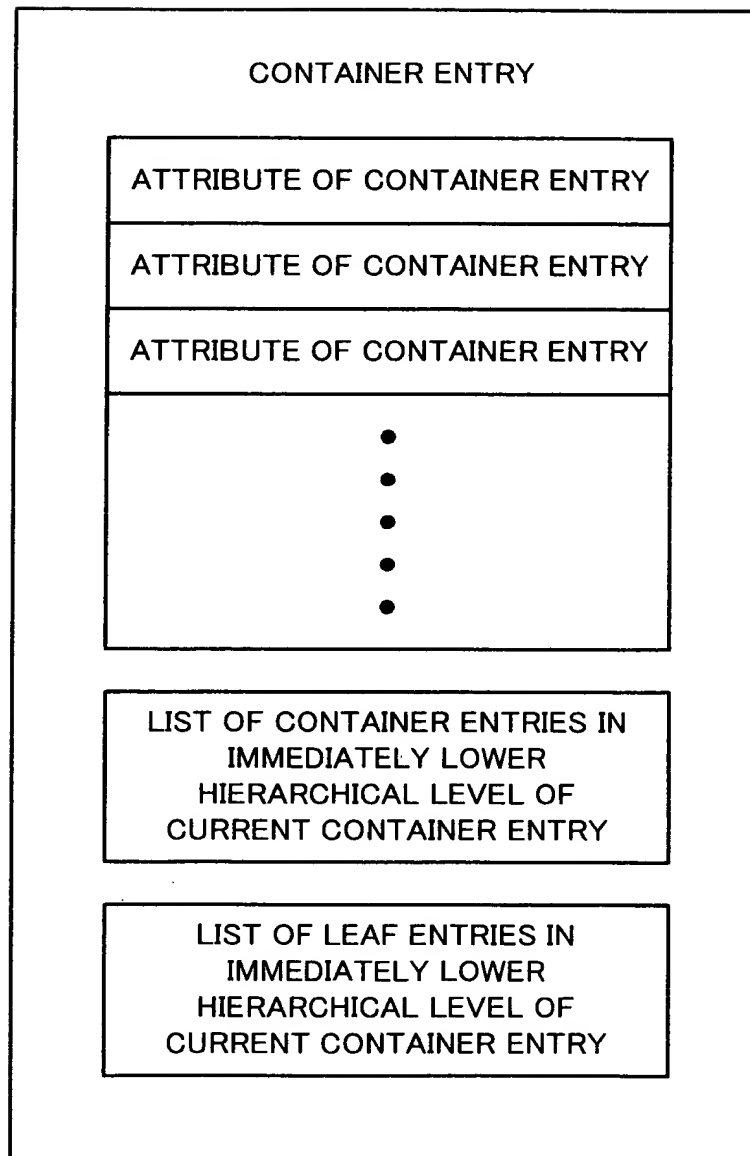 CONTAINER ENTRY
ATTRIBUTE OF CONTAINER ENTRY
ATTRIBUTE OF CONTAINER ENTRY
ATTRIBUTE OF CONTAINER ENTRY
LIST OF CONTAINER ENTRIES IN
IMMEDIATELY LOWER
HIERARCHICAL LEVEL OF
CURRENT CONTAINER ENTRY
LIST OF LEAF ENTRIES IN
IMMEDIATELY LOWER
HIERARCHICAL LEVEL OF
CURRENT CONTAINER ENTRY